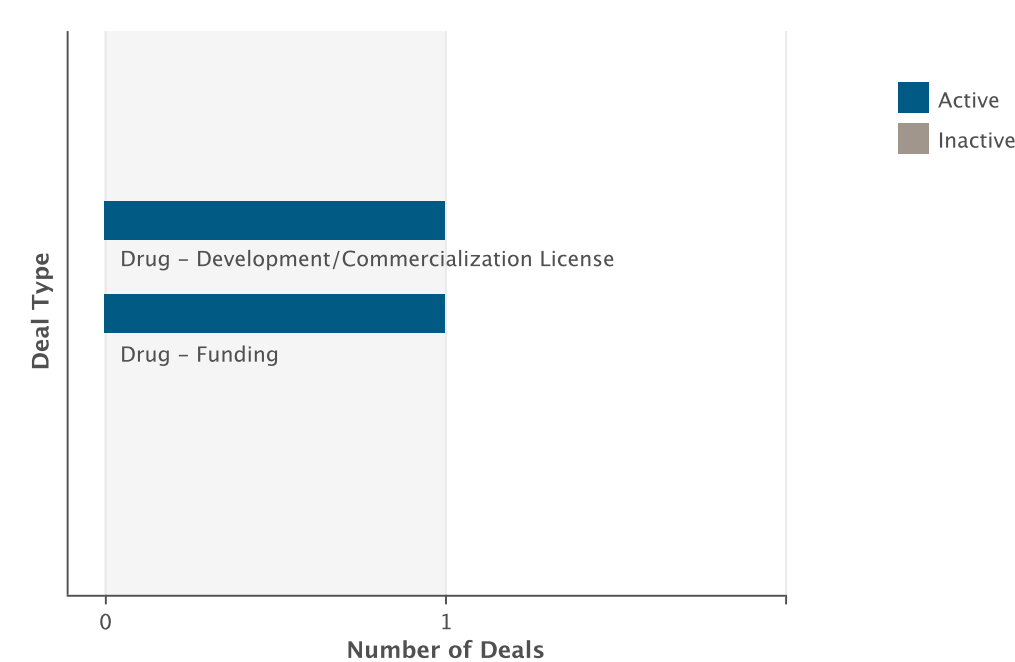 Active
Inactive
Drug – Development/Commercialization License
Drug – Funding
Deal Type
0
1
Number of Deals